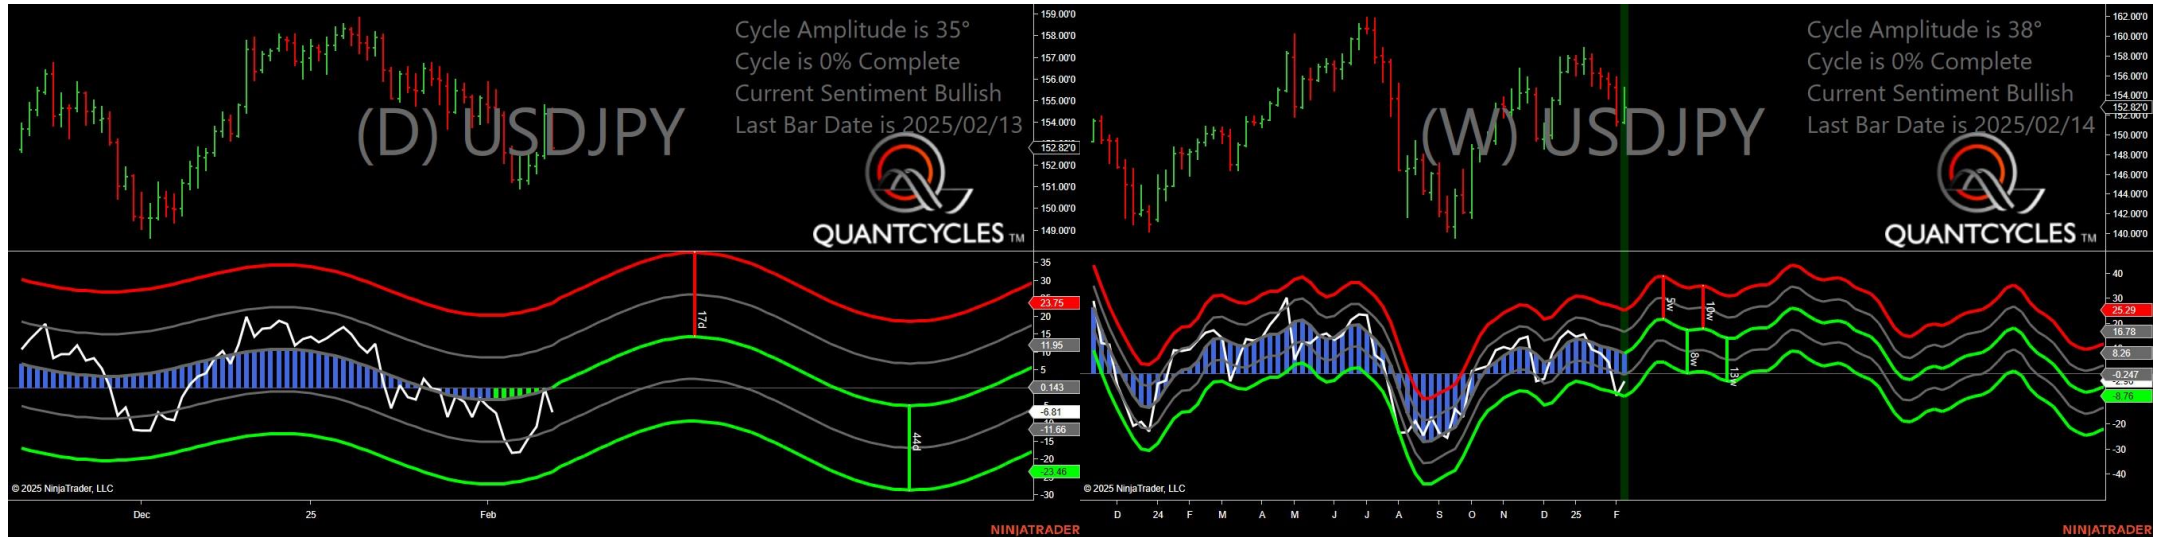 (D) USDJPY
Cycle Amplitude is 35°
Cycle is 0% Complete
Current Sentiment Bullish
Last Bar Date is 2025/02/13
QUANTCYCLES TM
159.00'0
158.00'0
157.00'0
156.00'0
155.00'0
154.00'0
152.82'0
152.00'0
151.00'0
150.00'0
149.00'0
17d
44d
35
30
23.75
20
15
11.95
10
5
0.143
-6.81
-11.66
-15
-20
-23.46
-30
© 2025 NinjaTrader, LLC
Dec
25
Feb
NINJATRADER
(W) USDJPY
Cycle Amplitude is 38°
Cycle is 0% Complete
Current Sentiment Bullish
Last Bar Date is 2025/02/14
QUANTCYCLES TM
162.00'0
160.00'0
158.00'0
156.00'0
154.00'0
152.82'0
150.00'0
148.00'0
146.00'0
144.00'0
142.00'0
140.00'0
5w
10w
8w
13w
40
30
25.29
16.78
8.26
-0.247
-8.76
-20
-30
-40
© 2025 NinjaTrader, LLC
D 24 F M A M J J A S O N D 25 F
NINJATRADER